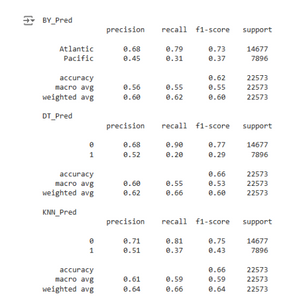 BY_Pred
precision recall f1-score support
Atlantic 0.68 0.79 0.73 14677
Pacific 0.45 0.31 0.37 7896
accuracy 0.62 22573
macro avg 0.56 0.55 0.55 22573
weighted avg 0.60 0.62 0.60 22573
DT_Pred
precision recall f1-score support
0 0.68 0.90 0.77 14677
1 0.52 0.20 0.29 7896
accuracy 0.66 22573
macro avg 0.60 0.55 0.53 22573
weighted avg 0.62 0.66 0.60 22573
KNN_Pred
precision recall f1-score support
0 0.71 0.81 0.75 14677
1 0.51 0.37 0.43 7896
accuracy 0.66 22573
macro avg 0.61 0.59 0.59 22573
weighted avg 0.64 0.66 0.64 22573